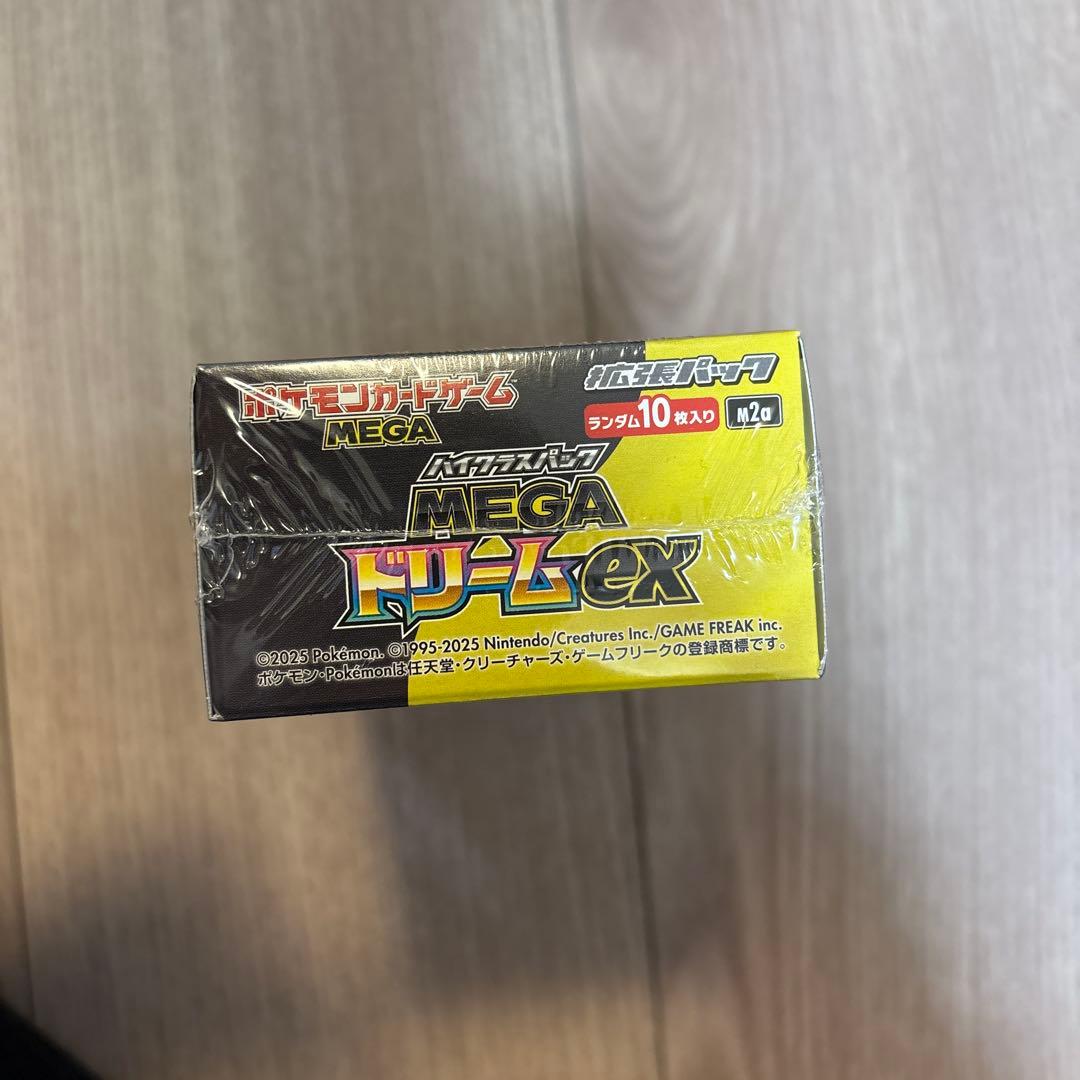 ポケモンカードゲーム
MEGA
拡張パック
ランダム10枚入り
M2a
ハイクラスパック
MEGA
ドリームex
©2025 Pokémon. ©1995-2025 Nintendo/Creatures Inc./GAME FREAK inc.
ポケモン・Pokémonは任天堂・クリーチャーズ・ゲームフリークの登録商標です。